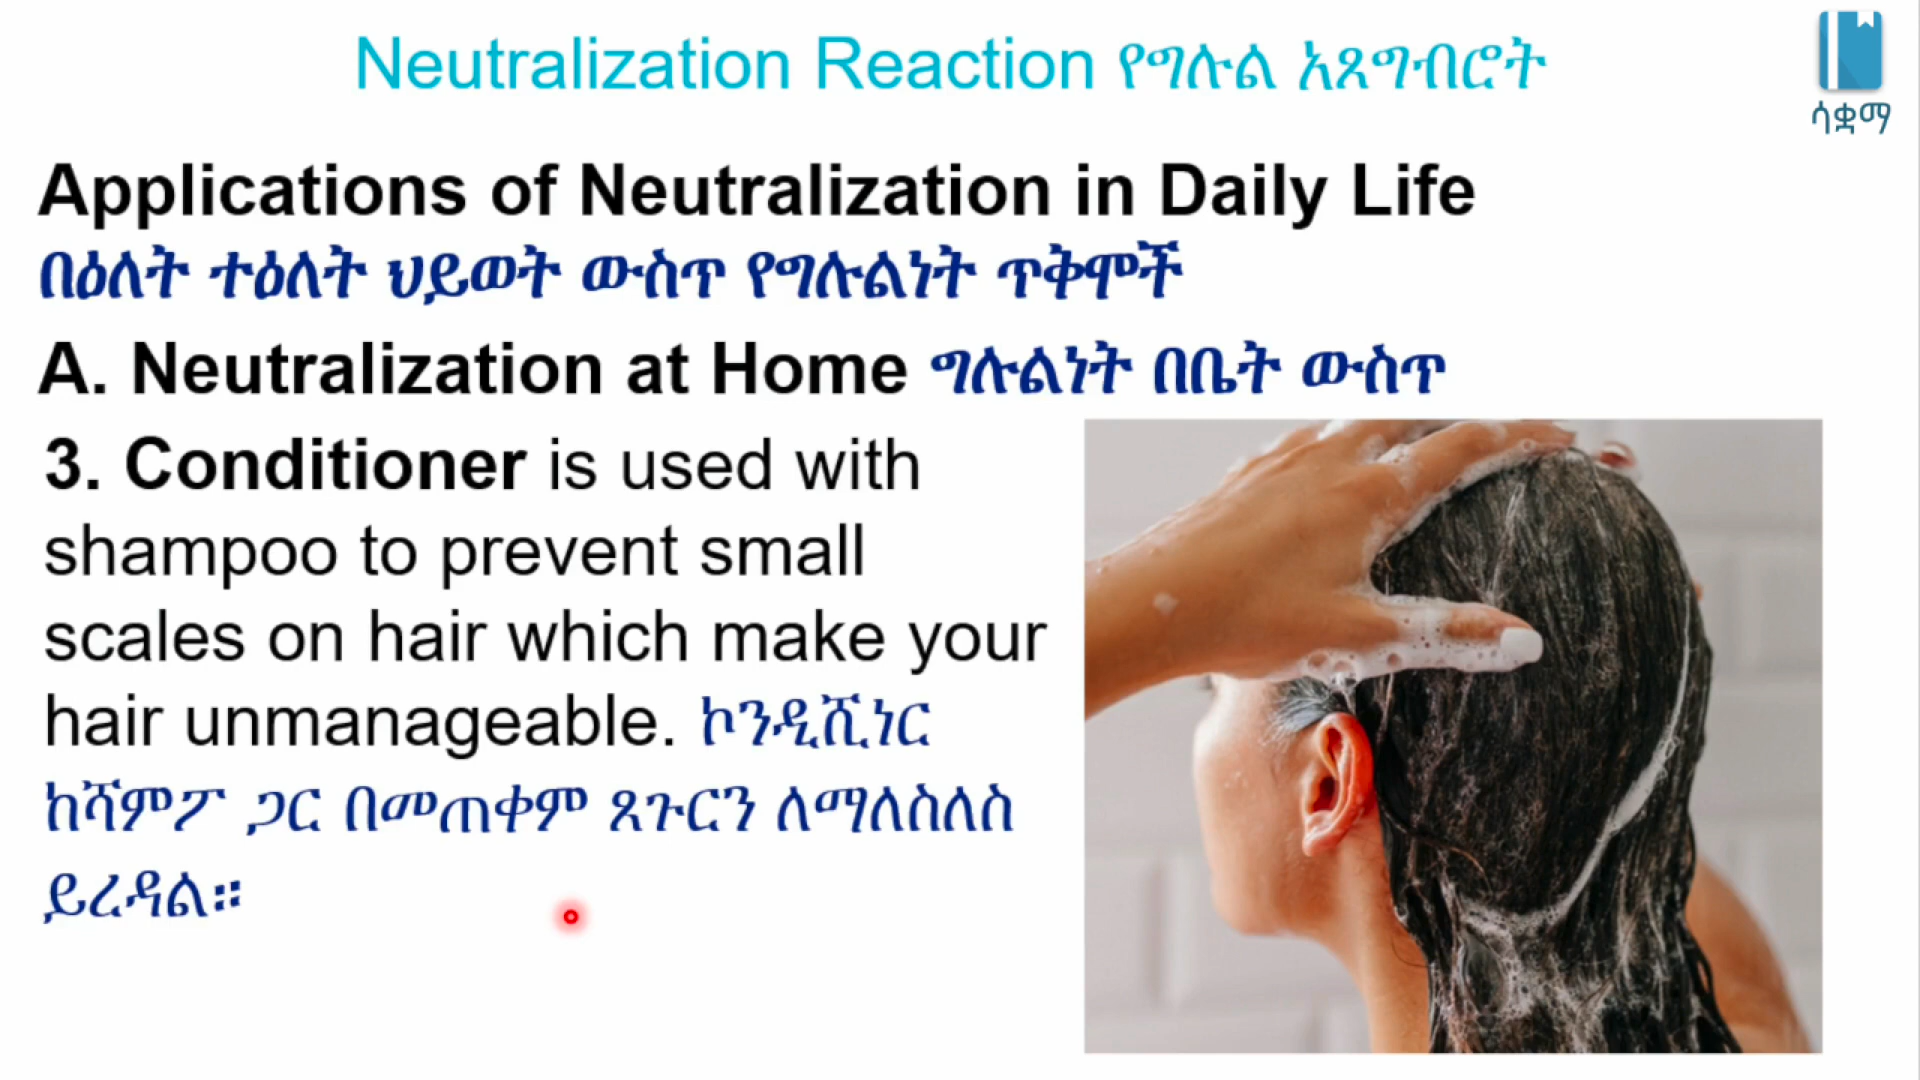 Neutralization Reaction የግሉል አጸግብሮት
ሳቋማ
Applications of Neutralization in Daily Life
በዕለት ተዕለት ህይወት ውስጥ የግሉልነት ጥቅሞች
A. Neutralization at Home ግሉልነት በቤት ውስጥ
3. Conditioner is used with
shampoo to prevent small
scales on hair which make your
hair unmanageable. ኮንዲሺነር
ከሻምፖ ጋር በመጠቀም ጸጉርን ለማለስለስ
ይረዳል።